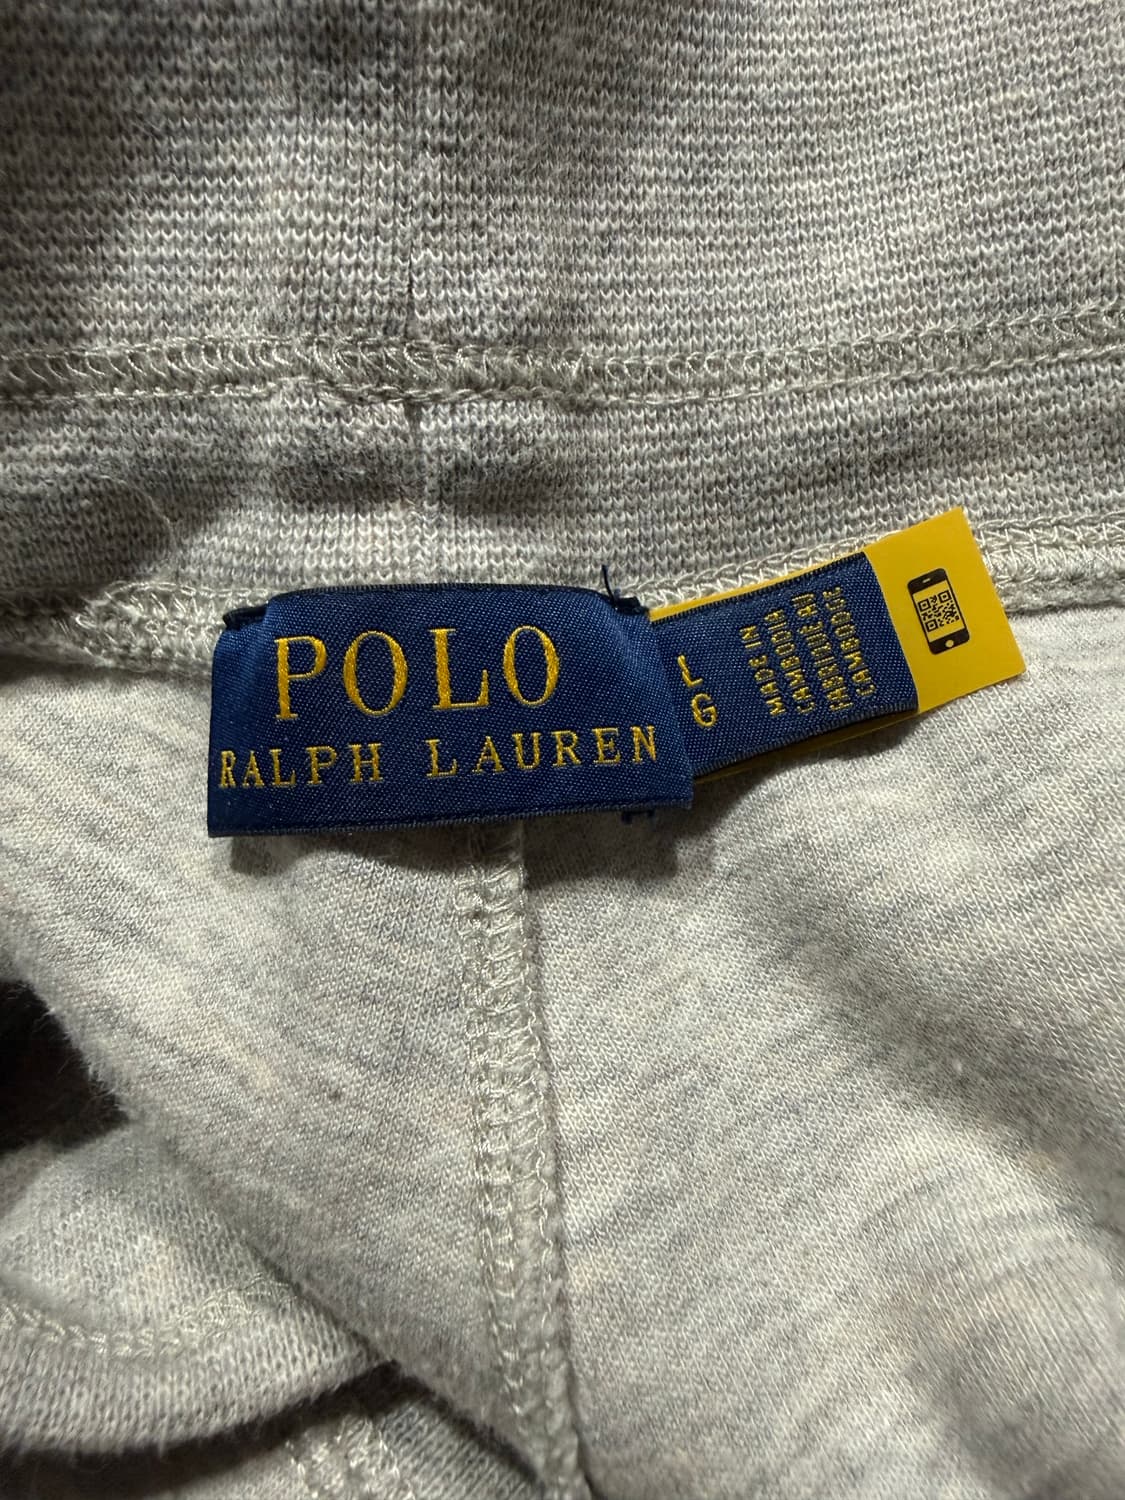 POLO
RALPH LAUREN
L
G
MADE IN
CAMBODIA
FABRIQUÉ AU
CAMBODGE